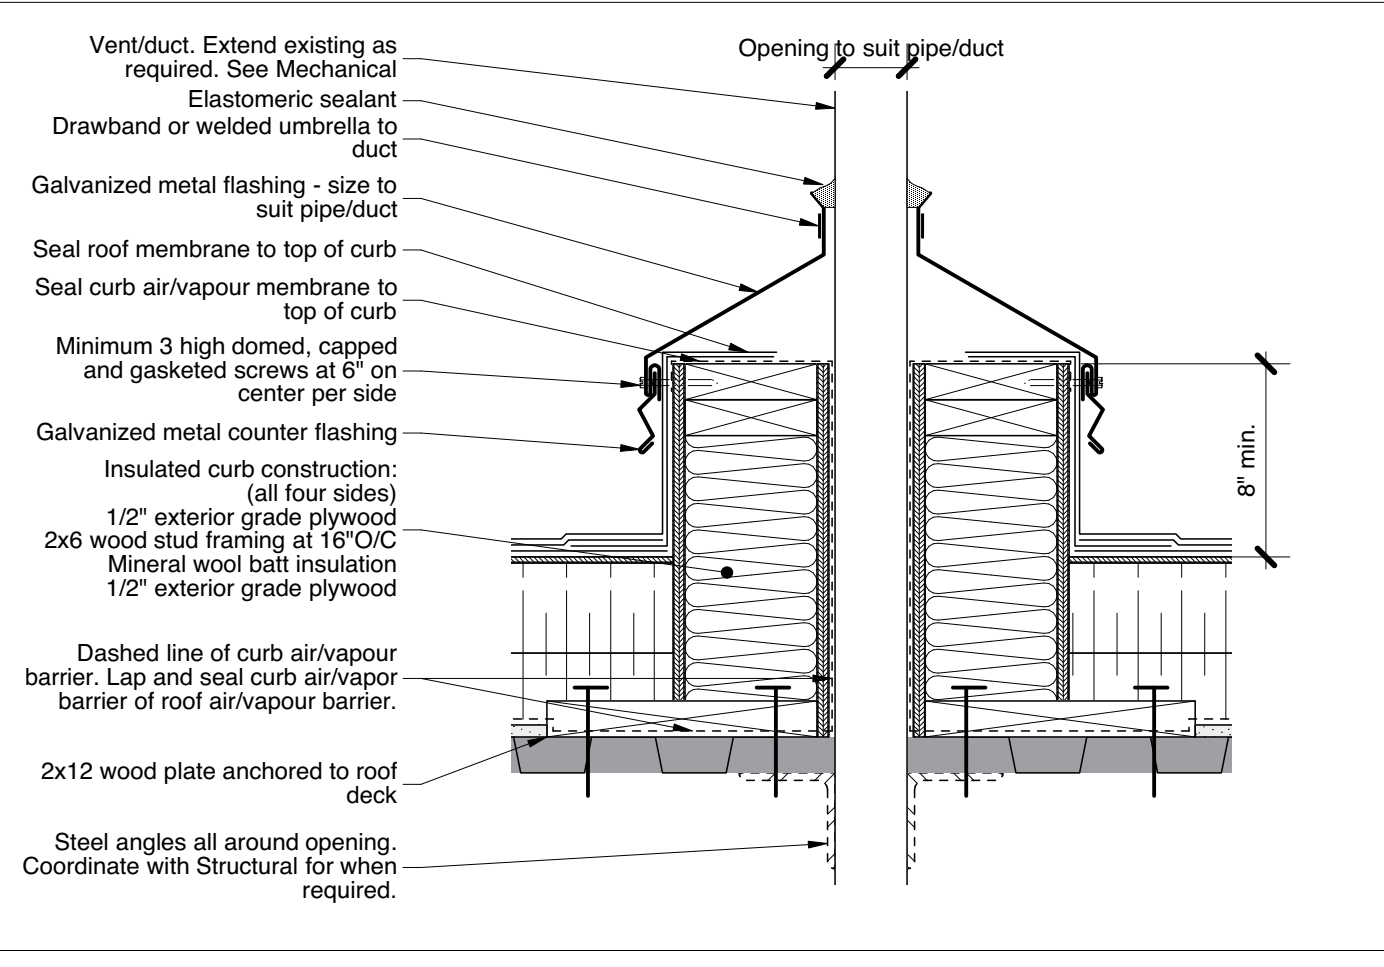 Vent/duct. Extend existing as
required. See Mechanical
Opening to suit pipe/duct
Elastomeric sealant
Drawband or welded umbrella to
duct
Galvanized metal flashing - size to
suit pipe/duct
Seal roof membrane to top of curb
Seal curb air/vapour membrane to
top of curb
Minimum 3 high domed, capped
and gasketed screws at 6" on
center per side
Galvanized metal counter flashing
8" min.
Insulated curb construction:
(all four sides)
1/2" exterior grade plywood
2x6 wood stud framing at 16"O/C
Mineral wool batt insulation
1/2" exterior grade plywood
Dashed line of curb air/vapour
barrier. Lap and seal curb air/vapor
barrier of roof air/vapour barrier.
2x12 wood plate anchored to roof
deck
Steel angles all around opening.
Coordinate with Structural for when
required.